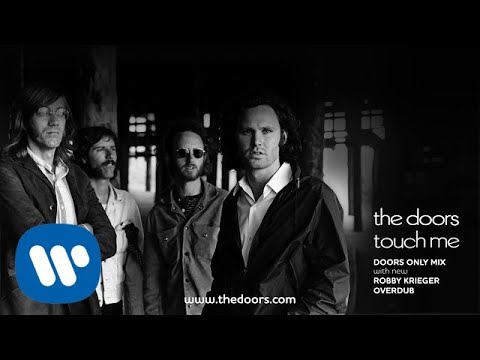 the doors
touch me
DOORS ONLY MIX
with new
ROBBY KRIEGER
OVERDUB
www.thedoors.com